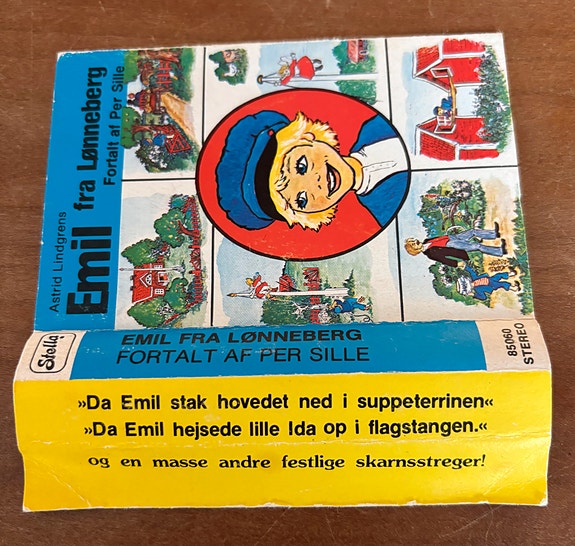 Astrid Lindgrens
Emil fra Lønneberg
Fortalt af Per Sille
Stella
EMIL FRA LØNNEBERG
FORTALT AF PER SILLE
85060
STEREO
»Da Emil stak hovedet ned i suppeterrinen«
»Da Emil hejsede lille Ida op i flagstangen.«
og en masse andre festlige skarnsstreger!